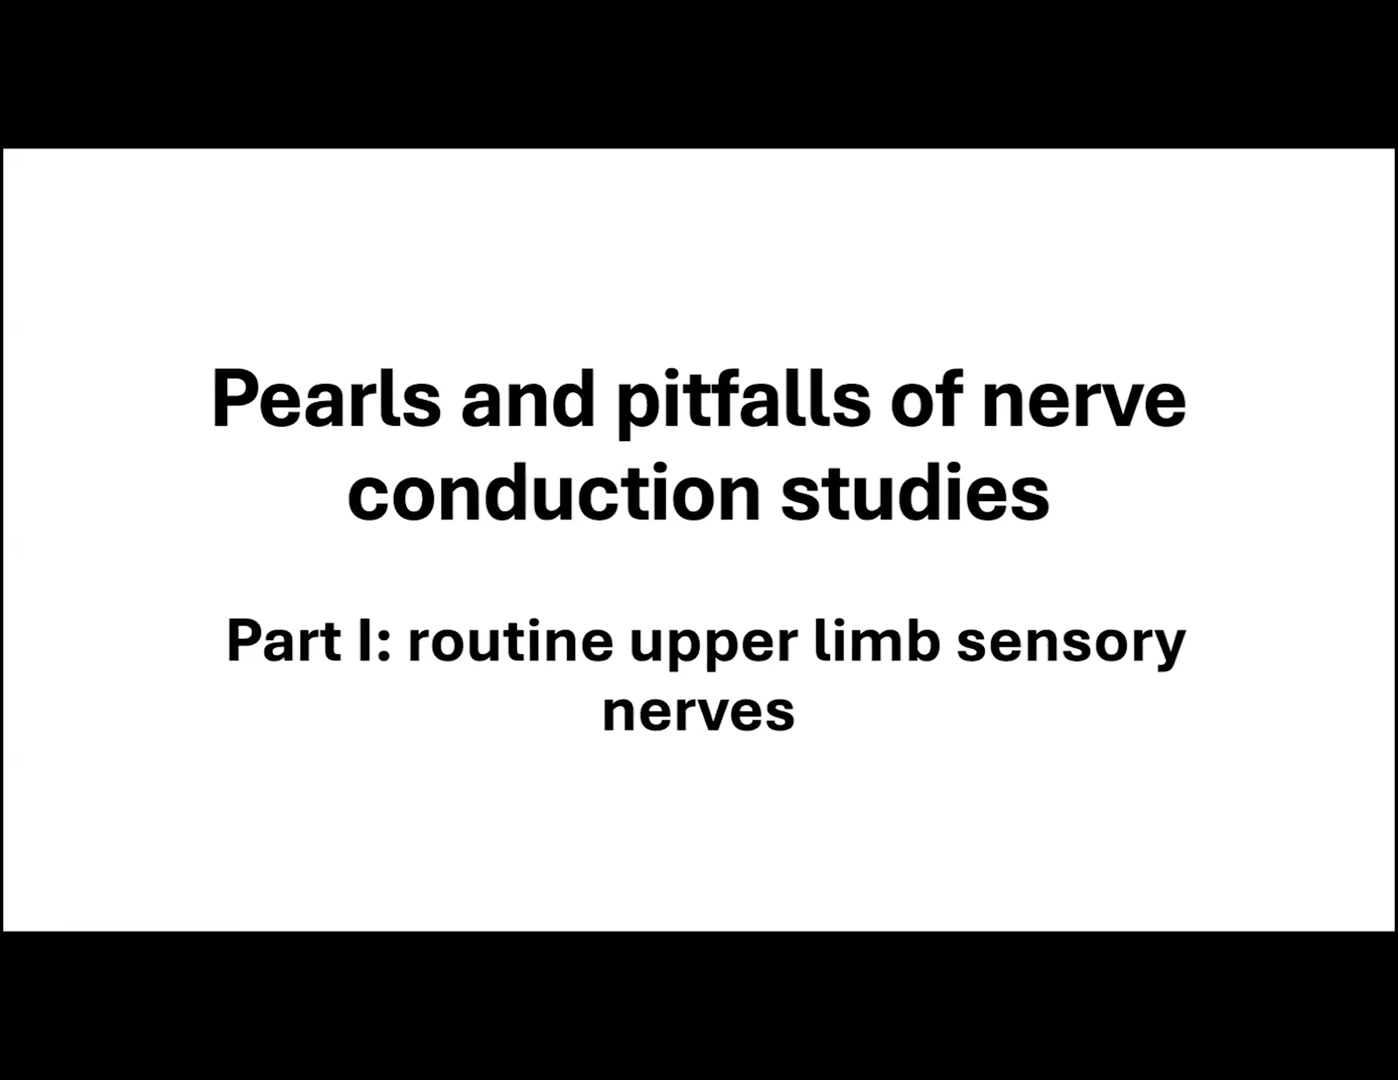 Pearls and pitfalls of nerve
conduction studies
Part I: routine upper limb sensory
nerves